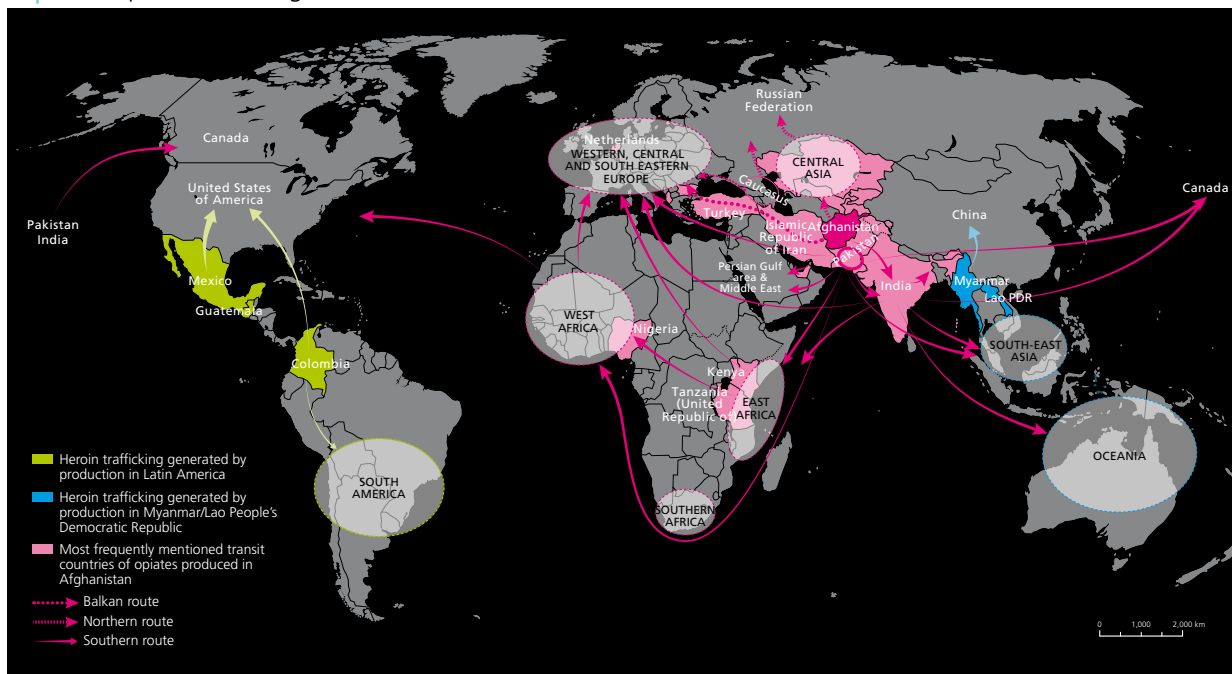 Russian
Federation
Canada
Netherlands
WESTERN, CENTRAL
AND SOUTH EASTERN
EUROPE
CENTRAL
ASIA
Caucasus
United States
of America
Canada
Pakistan
India
Turkey
Islamic
Republic
of Iran
Afghanistan
China
Pakistan
Persian Gulf
area &
Middle East
India
Myanmar
Lao PDR
Mexico
Guatemala
WEST
AFRICA
Nigeria
SOUTH-EAST
ASIA
Colombia
Kenya
Tanzania
(United
Republic of)
EAST
AFRICA
OCEANIA
SOUTH
AMERICA
SOUTHERN
AFRICA
Heroin trafficking generated by
production in Latin America
Heroin trafficking generated by
production in Myanmar/Lao People's
Democratic Republic
Most frequently mentioned transit
countries of opiates produced in
Afghanistan
Balkan route
Northern route
Southern route
0 1,000 2,000 km